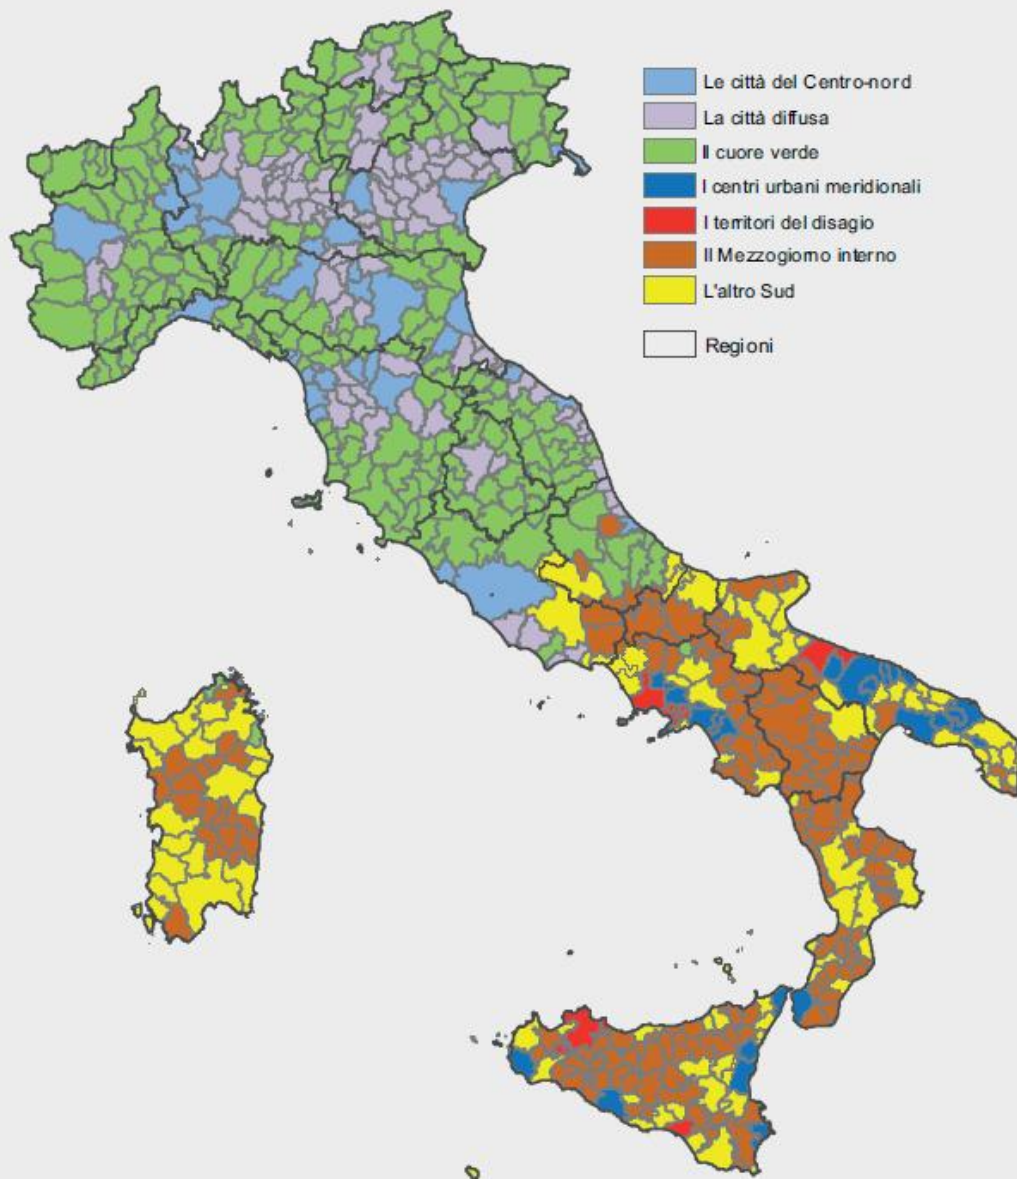 Le città del Centro-nord
La città diffusa
Il cuore verde
I centri urbani meridionali
I territori del disagio
Il Mezzogiorno interno
L'altro Sud
Regioni